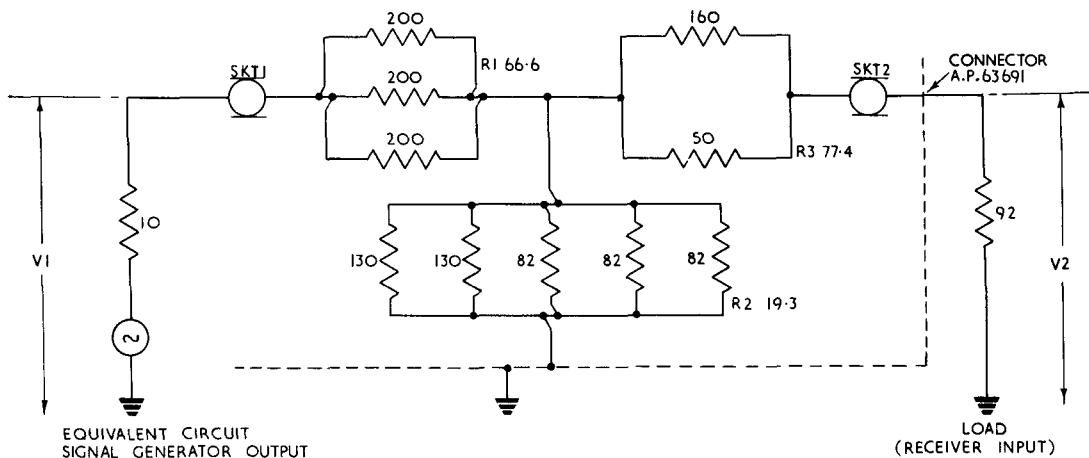 200
160
SKT1
R1 66·6
SKT2
CONNECTOR
A.P.63691
200
200
50
R3 77·4
10
92
V1
V2
130
130
82
82
82
R2 19·3
2
EQUIVALENT CIRCUIT
SIGNAL GENERATOR OUTPUT
LOAD
(RECEIVER INPUT)